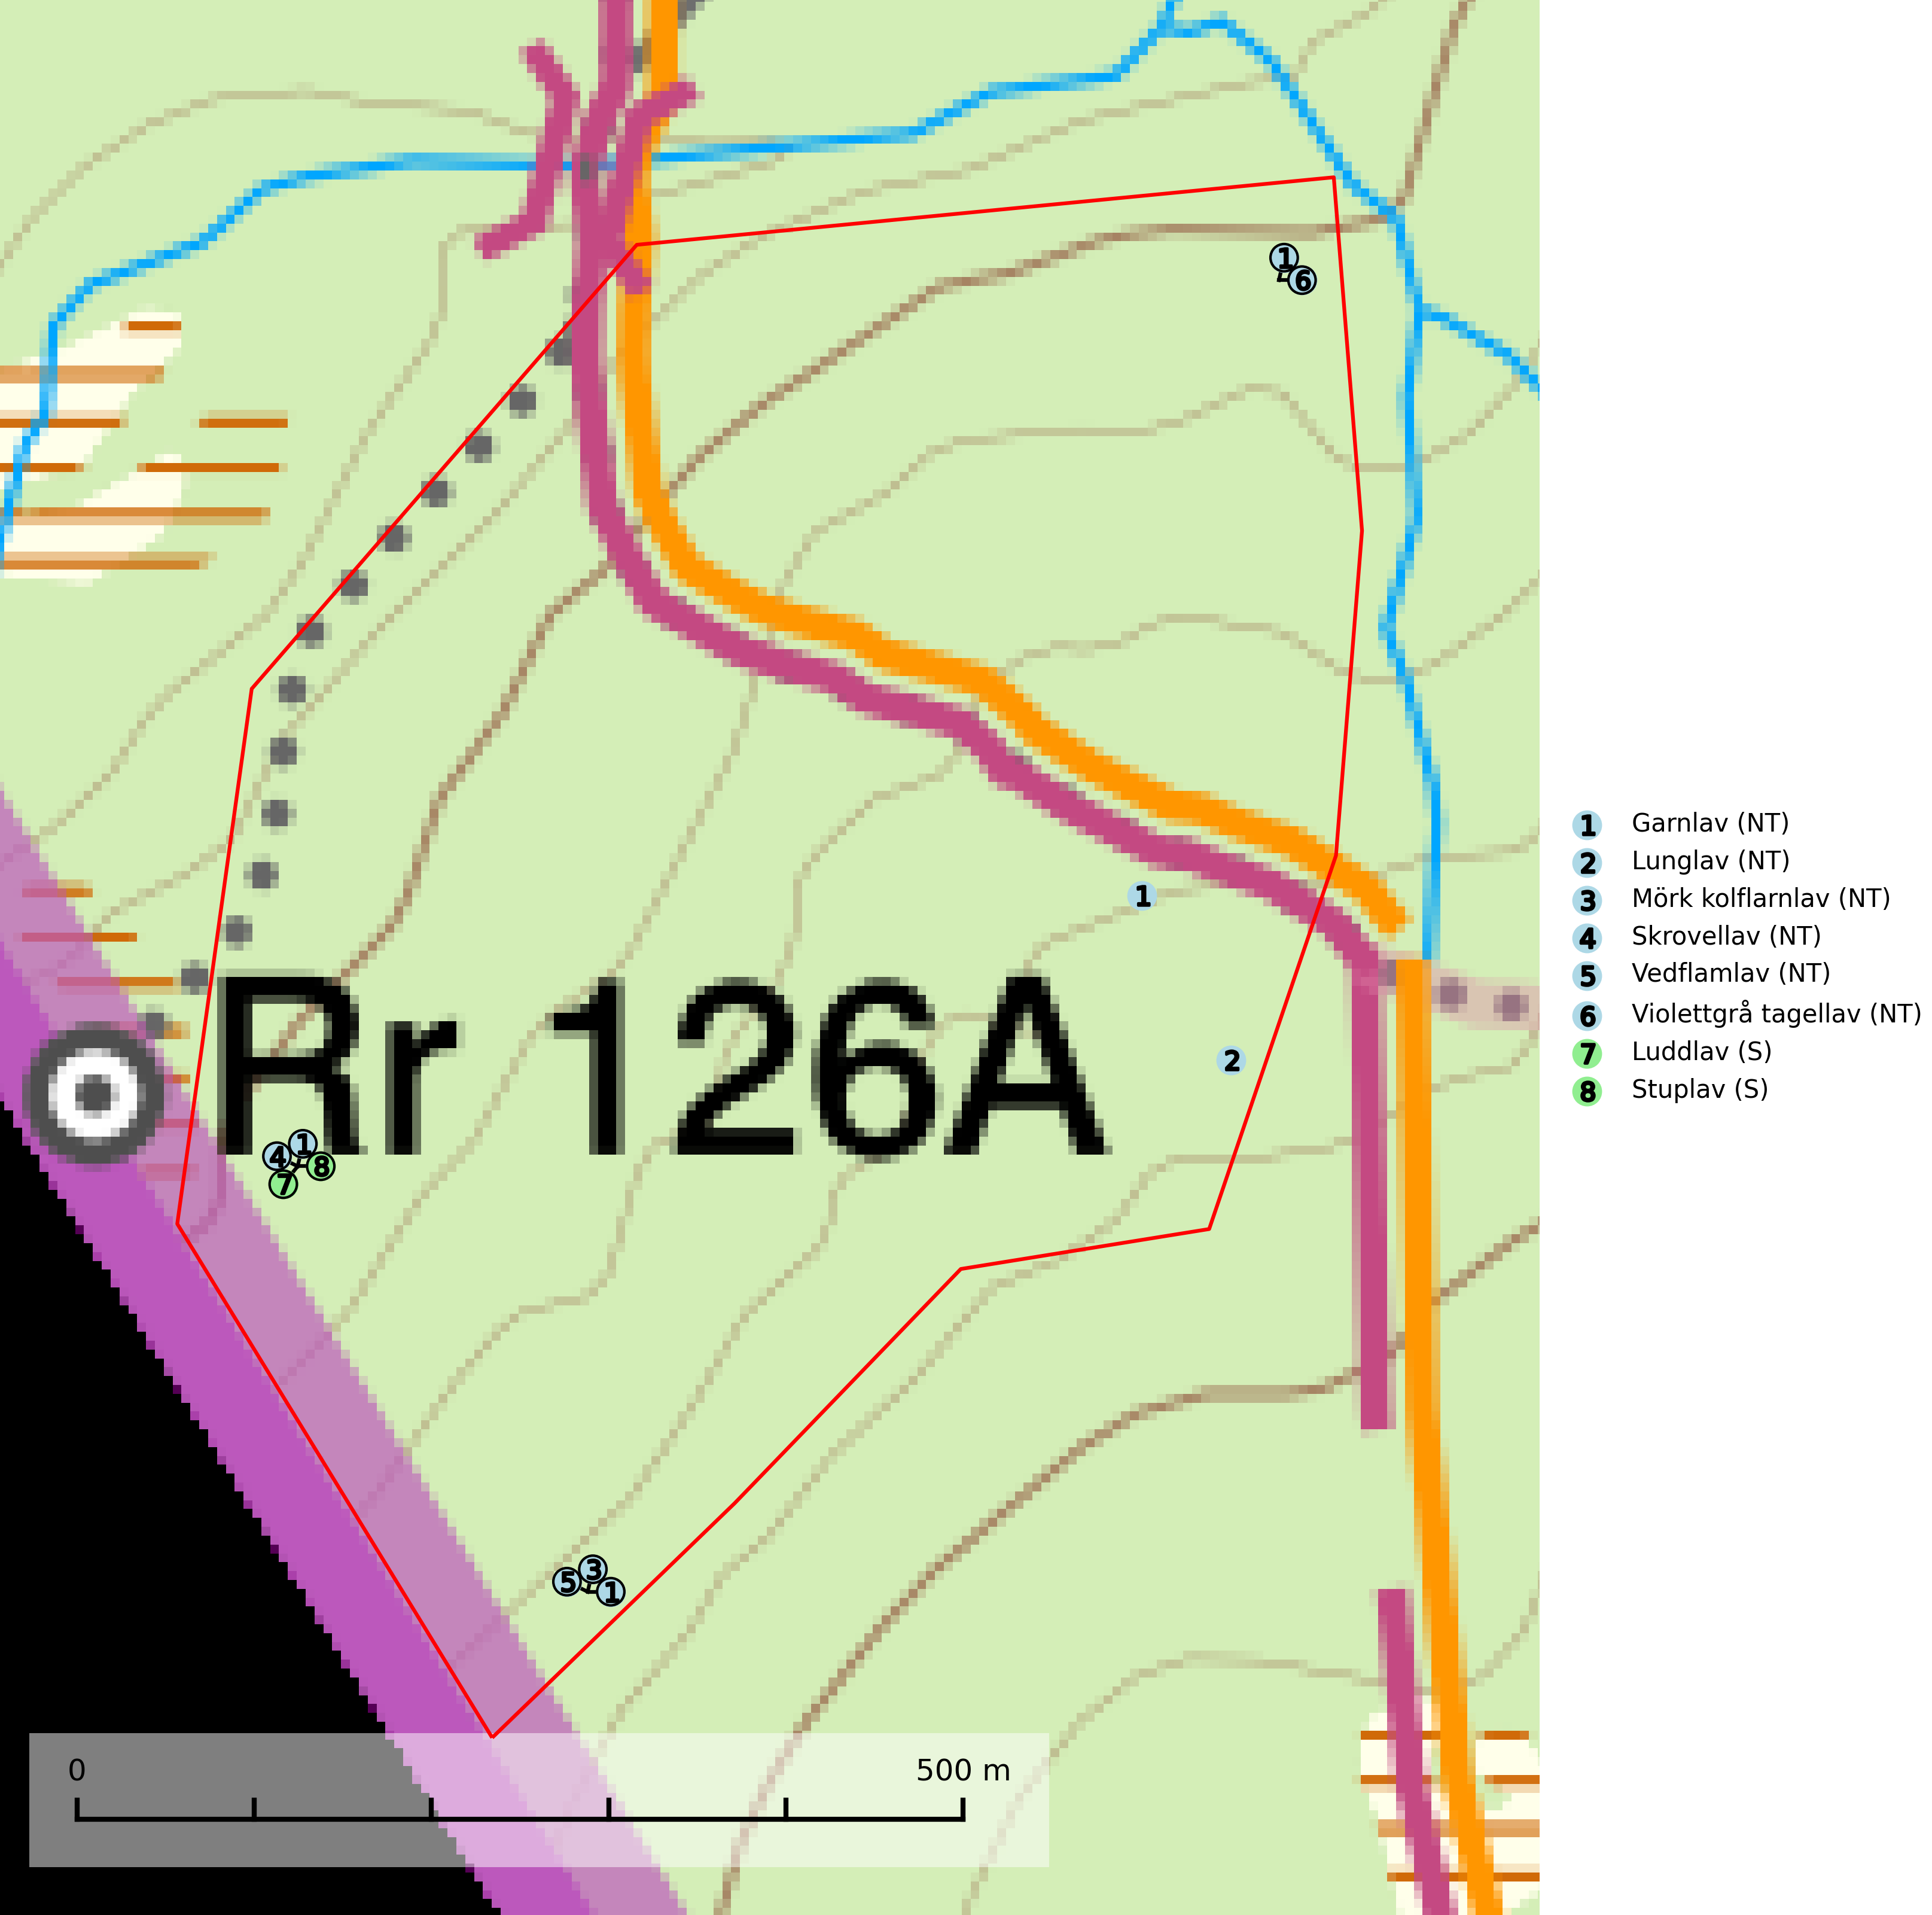 1
6
1
1 Garnlav (NT)
2 Lunglav (NT)
3 Mörk kolflarnlav (NT)
4 Skrovellav (NT)
5 Vedflamlav (NT)
6 Violettgrå tagellav (NT)
7 Luddlav (S)
8 Stuplav (S)
Rr 126A
2
1
4
8
7
3
5
1
0 500 m